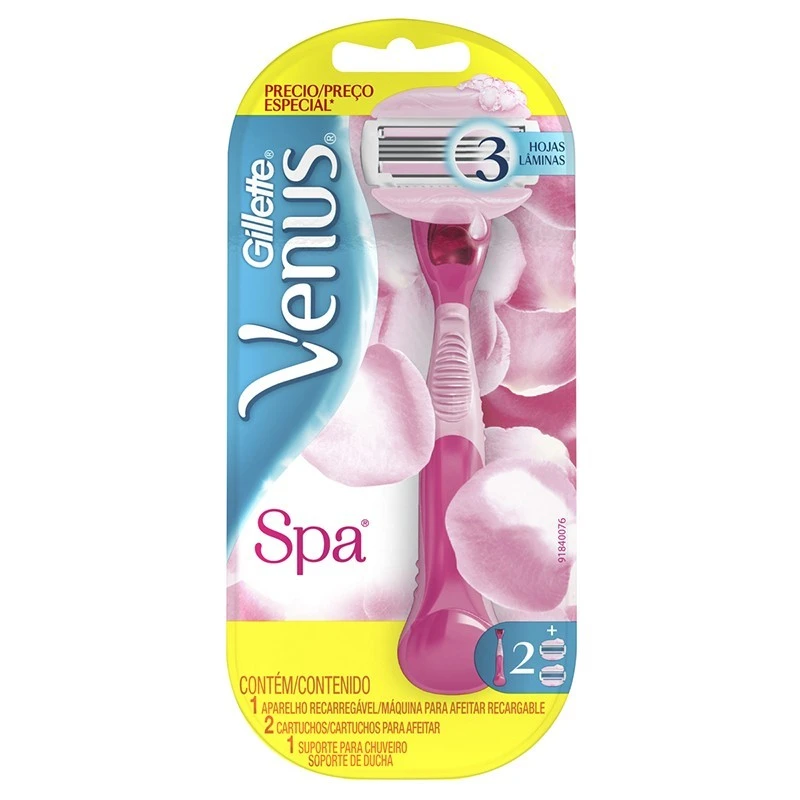 PRECIO/PREÇO
ESPECIAL*
Gillette®
Venus®
3
HOJAS
LÂMINAS
Spa®
91840076
2
+
CONTÉM/CONTENIDO
1 APARELHO RECARREGÁVEL/MÁQUINA PARA AFEITAR RECARGABLE
2 CARTUCHOS/CARTUCHOS PARA AFEITAR
1 SUPORTE PARA CHUVEIRO
SOPORTE DE DUCHA